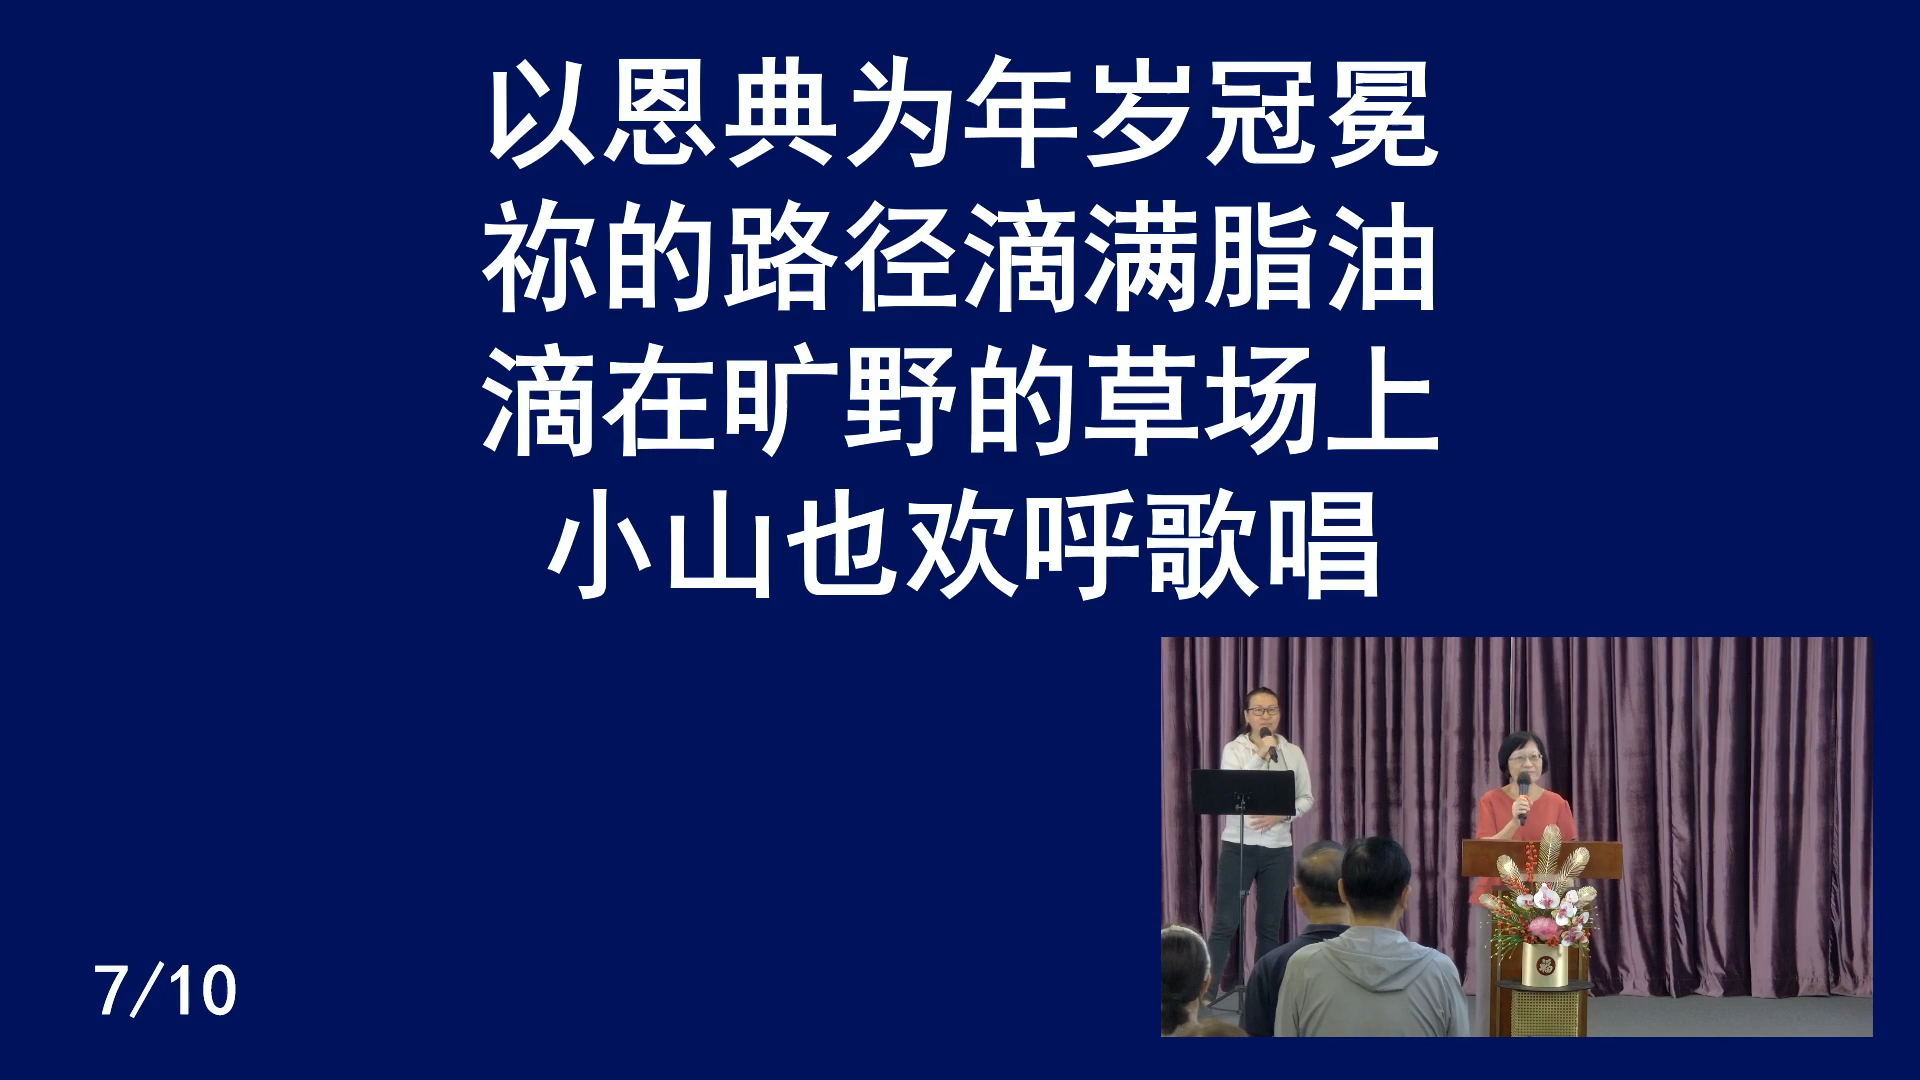 以恩典为年岁冠冕
祢的路径滴满脂油
滴在旷野的草场上
小山也欢呼歌唱
7/10